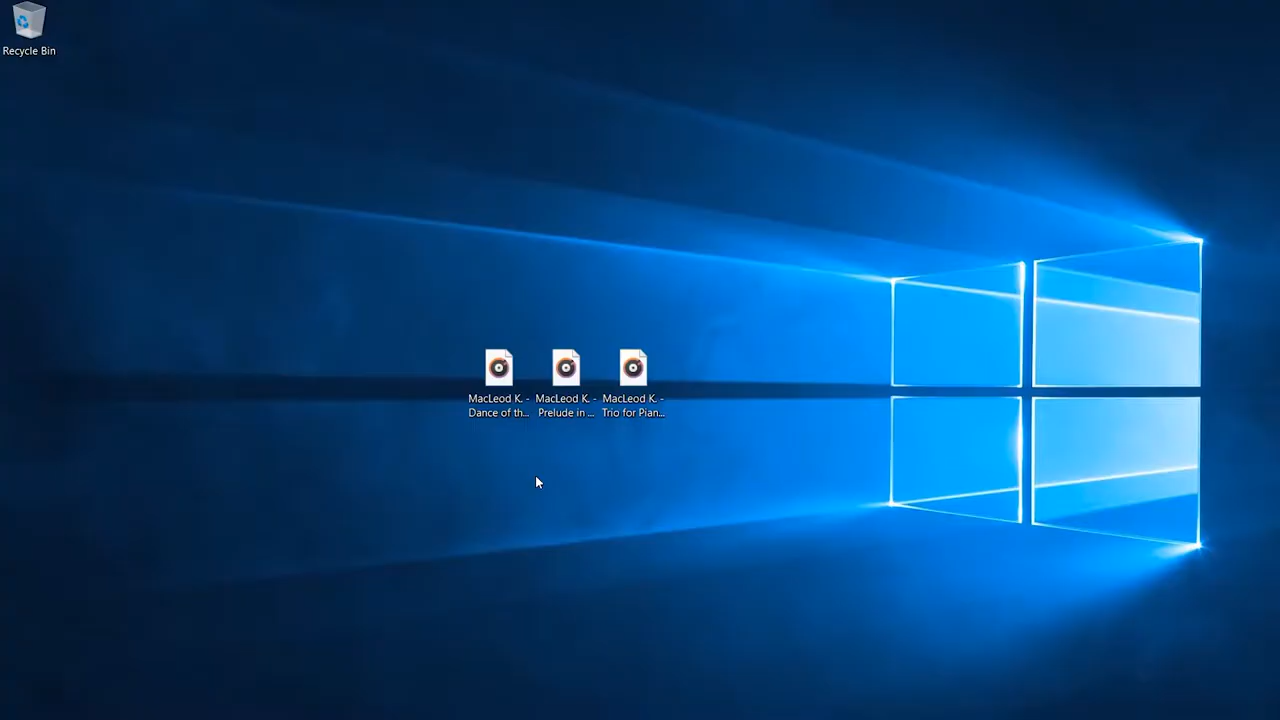 Recycle Bin
MacLeod K. -
Dance of th...
MacLeod K. -
Prelude in ...
MacLeod K. -
Trio for Pian...